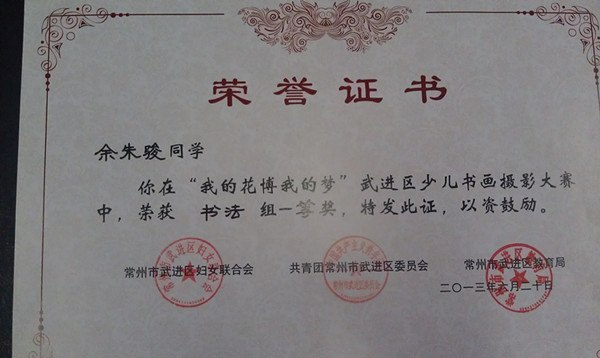 荣誉证书
余朱骏同学
你在“我的花博我的梦”武进区少儿书画摄影大赛
中，荣获 书法 组一等奖，特发此证，以资鼓励。
常州市武进区妇女联合会 共青团常州市武进区委员会 常州市武进区教育局
二〇一三年六月二十日